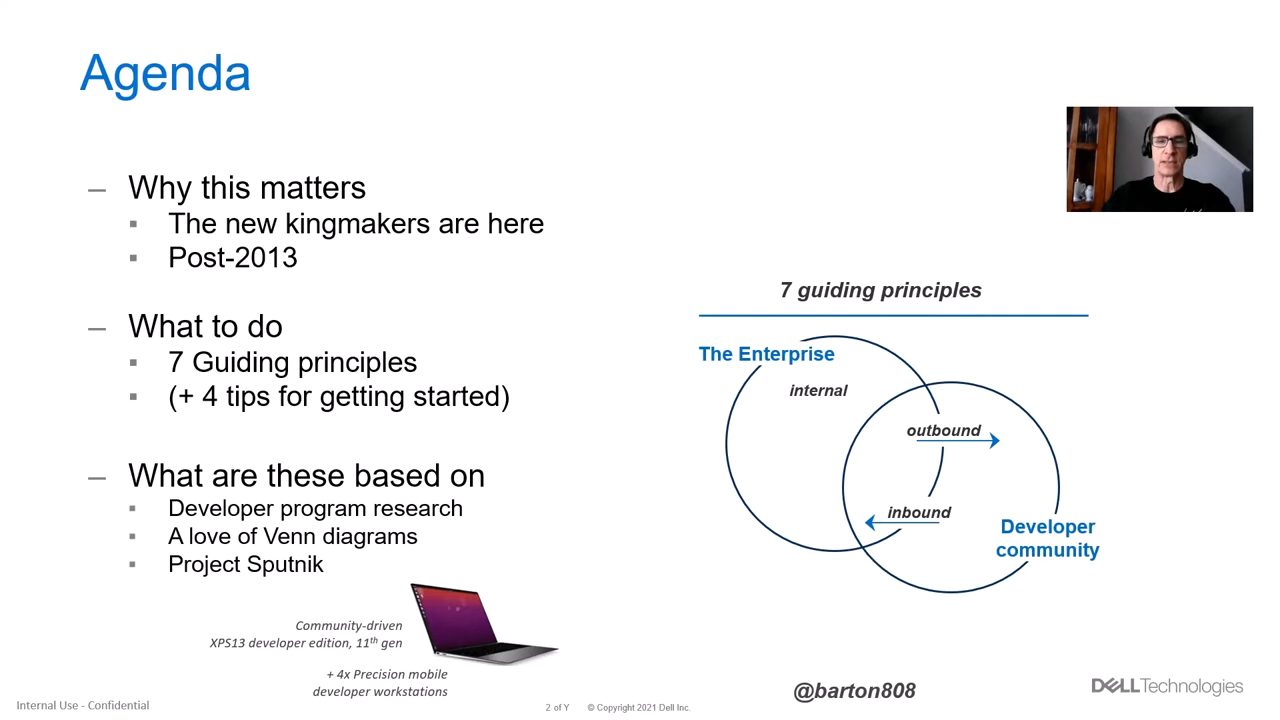 Agenda
– Why this matters
▪ The new kingmakers are here
▪ Post-2013
– What to do
▪ 7 Guiding principles
▪ (+ 4 tips for getting started)
– What are these based on
▪ Developer program research
▪ A love of Venn diagrams
▪ Project Sputnik
Community-driven
XPS13 developer edition, 11th gen
+ 4x Precision mobile
developer workstations
7 guiding principles
The Enterprise
internal
outbound
inbound
Developer
community
@barton808
DELLTechnologies
Internal Use - Confidential
2 of Y
© Copyright 2021 Dell Inc.